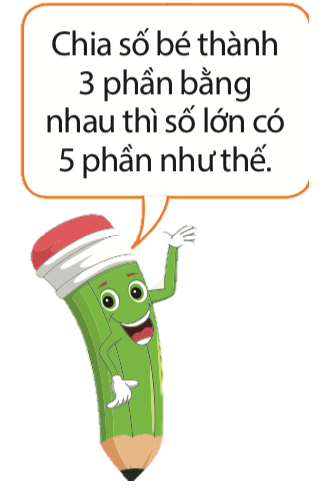 Chia số bé thành
3 phần bằng
nhau thì số lớn có
5 phần như thế.